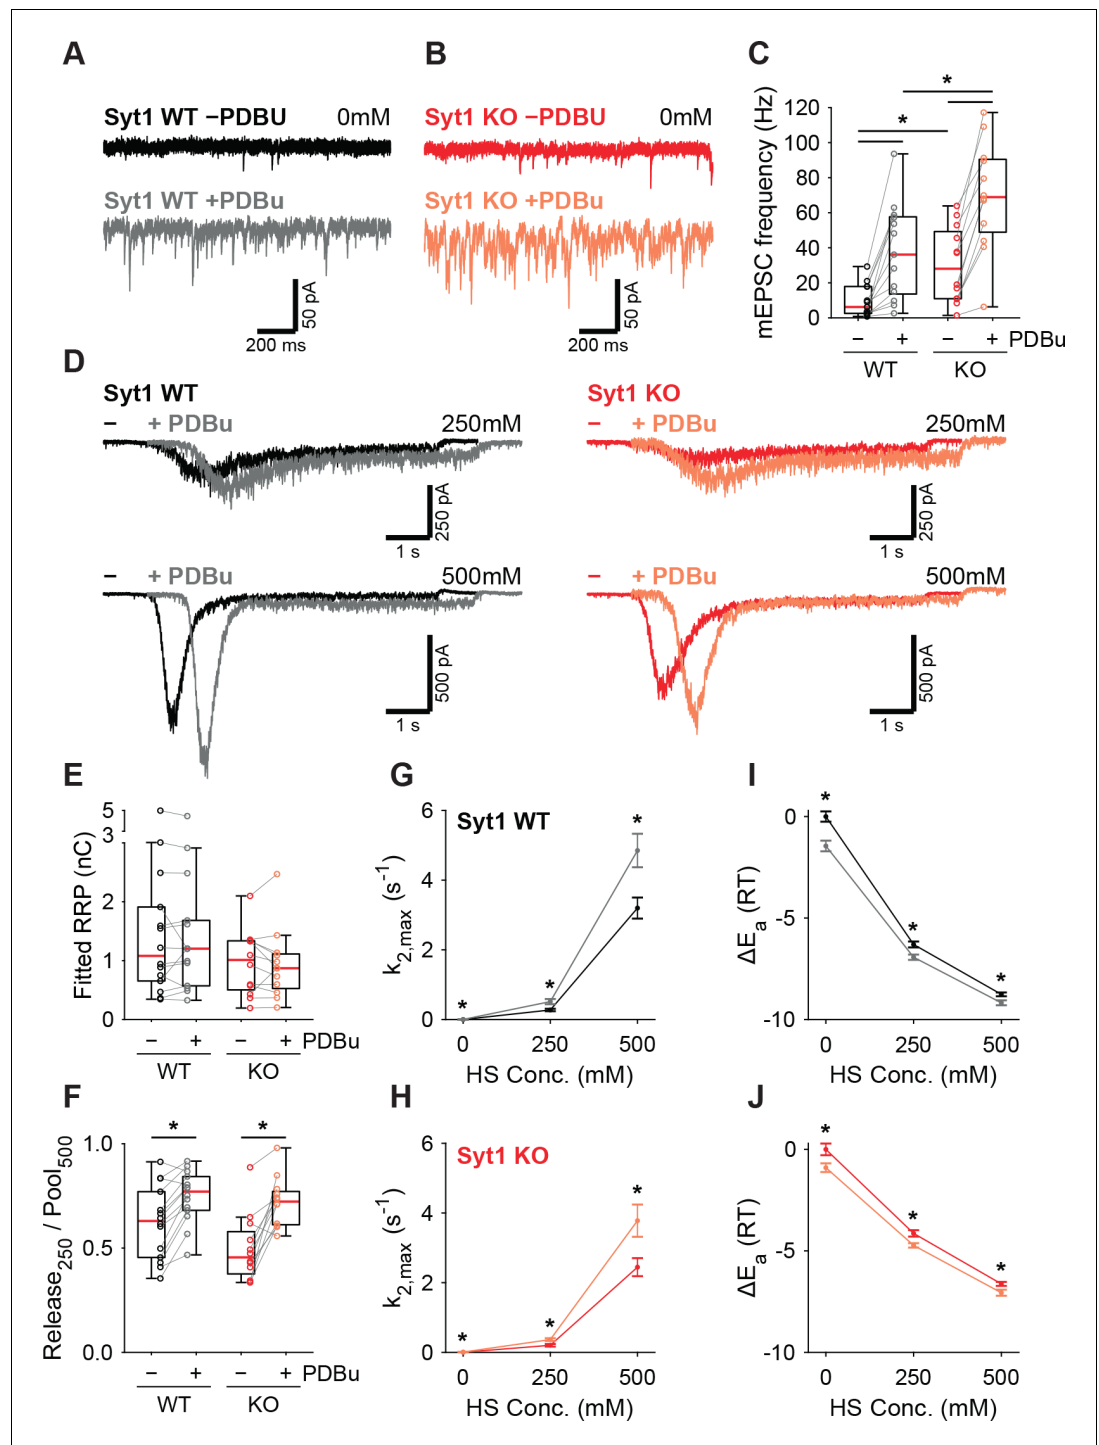 A
B
C
Syt1 WT −PDBU 0mM
Syt1 WT +PDBu
50 pA
200 ms
Syt1 KO −PDBU 0mM
Syt1 KO +PDBu
50 pA
200 ms
mEPSC frequency (Hz)
120
100
80
60
40
20
0
*
*
− + − + PDBu
WT KO
D
Syt1 WT
− + PDBu 250mM
250 pA
1 s
− + PDBu 500mM
500 pA
1 s
Syt1 KO
− + PDBu 250mM
250 pA
1 s
− + PDBu 500mM
500 pA
1 s
E
Fitted RRP (nC)
5
3
2
1
0
− + − + PDBu
WT KO
F
Release250 / Pool500
1.0
0.5
0.0
* *
− + − + PDBu
WT KO
G
Syt1 WT
k2,max (s−1)
6
4
2
0
* * *
0 250 500
HS Conc. (mM)
H
Syt1 KO
k2,max (s−1)
6
4
2
0
* * *
0 250 500
HS Conc. (mM)
I
ΔEa (RT)
0
-5
-10
* * *
0 250 500
HS Conc. (mM)
J
ΔEa (RT)
0
-5
-10
* * *
0 250 500
HS Conc. (mM)